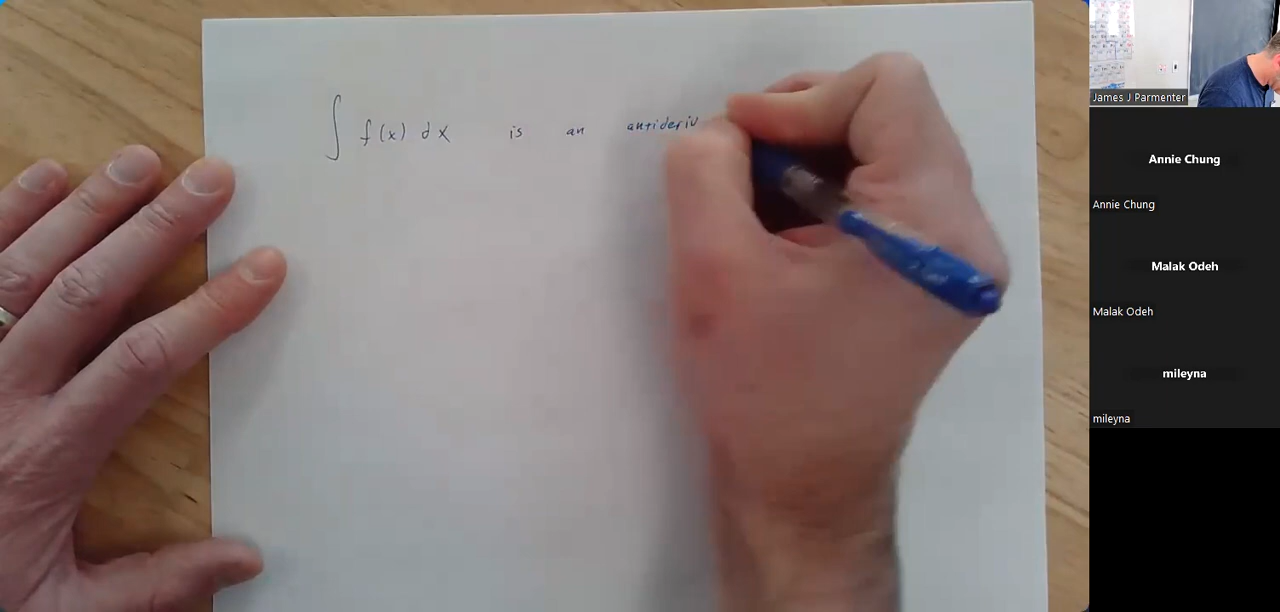 ∫ f(x) dx is an antideriv
James J Parmenter
Annie Chung
Annie Chung
Malak Odeh
Malak Odeh
mileyna
mileyna